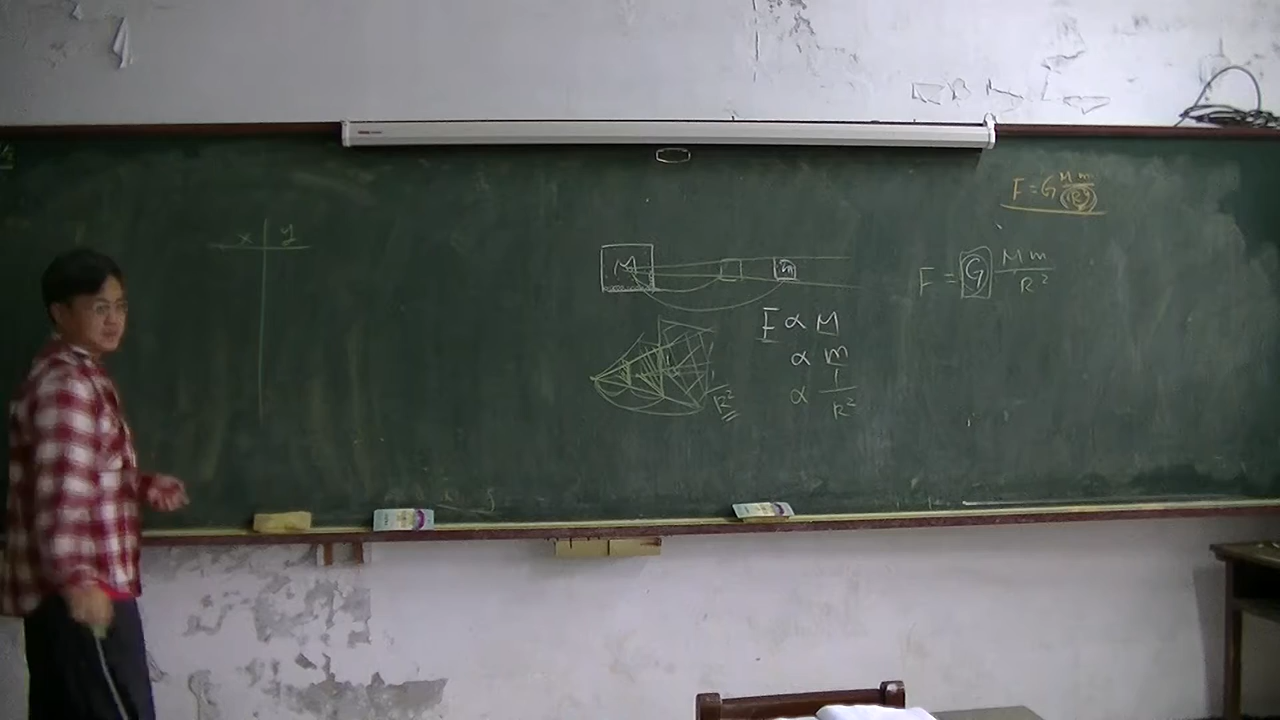 x y
M m
F ∝ M
∝ m
∝ 1/R²
1/R²
F = G Mm/(R²)
F = G Mm/R²